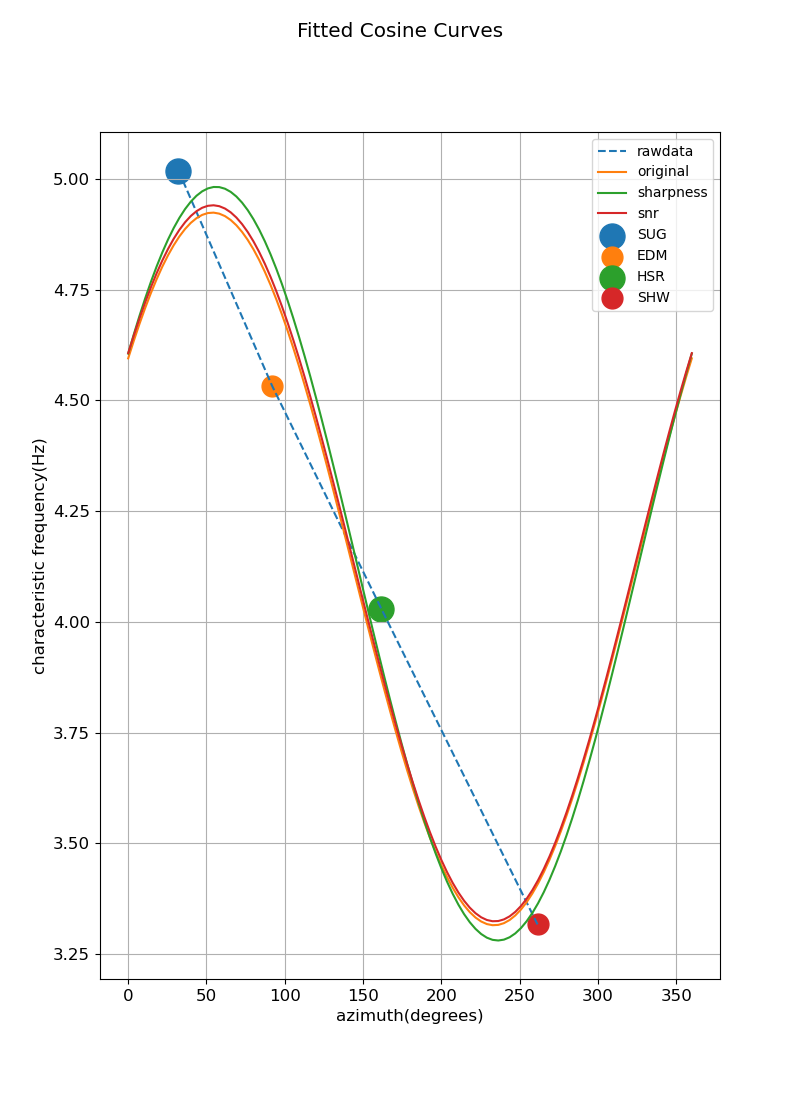 Fitted Cosine Curves
rawdata
original
sharpness
snr
SUG
EDM
HSR
SHW
5.00
4.75
4.50
4.25
4.00
3.75
3.50
3.25
characteristic frequency(Hz)
0 50 100 150 200 250 300 350
azimuth(degrees)